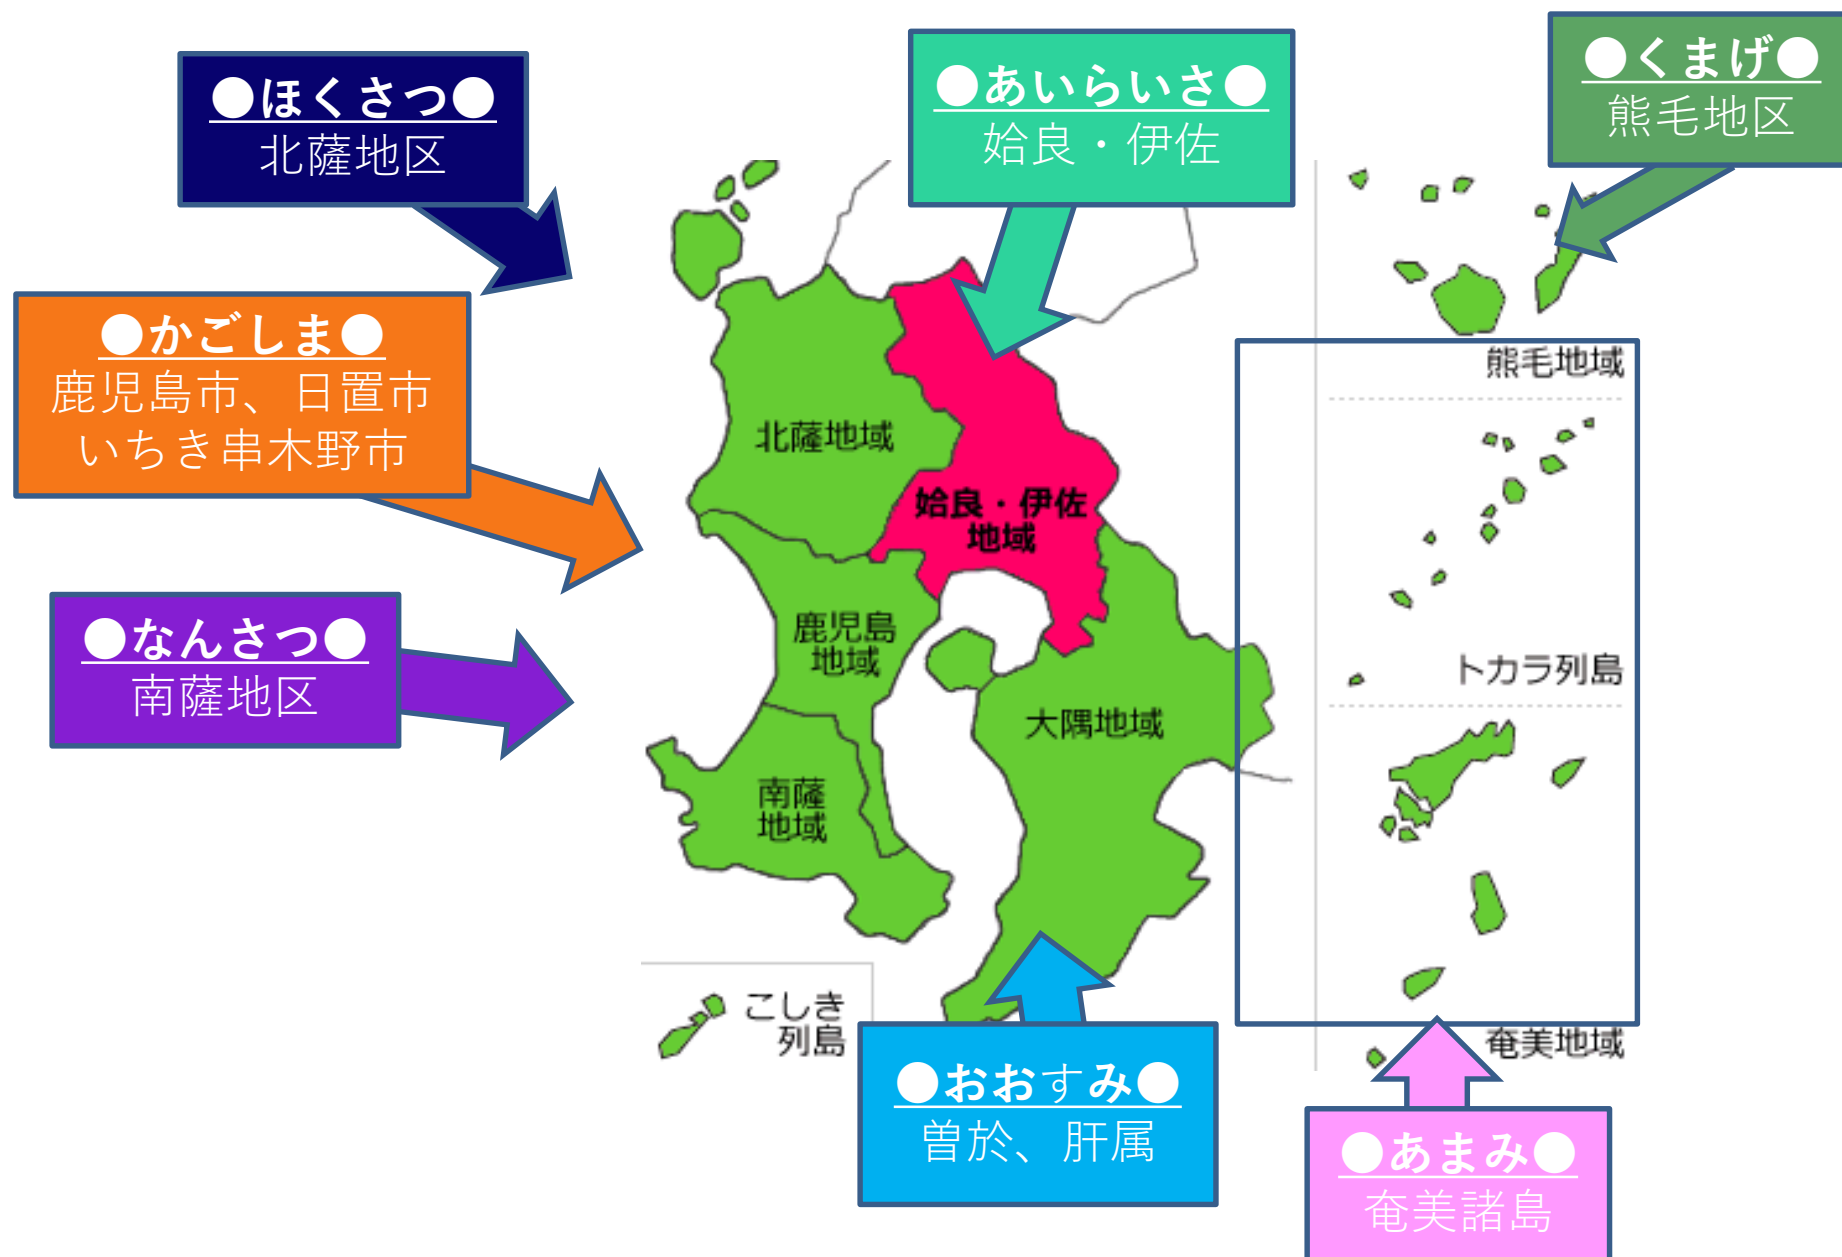 ●ほくさつ●
北薩地区
●あいらいさ●
姶良・伊佐
●くまげ●
熊毛地区
●かごしま●
鹿児島市、日置市
いちき串木野市
●なんさつ●
南薩地区
北薩地域
姶良・伊佐
地域
鹿児島
地域
大隅地域
南薩
地域
こしき
列島
熊毛地域
トカラ列島
奄美地域
●おおすみ●
曽於、肝属
●あまみ●
奄美諸島